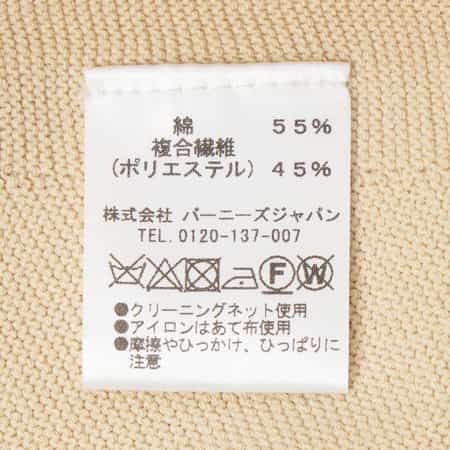 綿 55%
複合繊維
(ポリエステル) 45%
株式会社 バーニーズジャパン
TEL.0120-137-007
F W
●クリーニングネット使用
●アイロンはあて布使用
●摩擦やひっかけ、ひっぱりに
注意